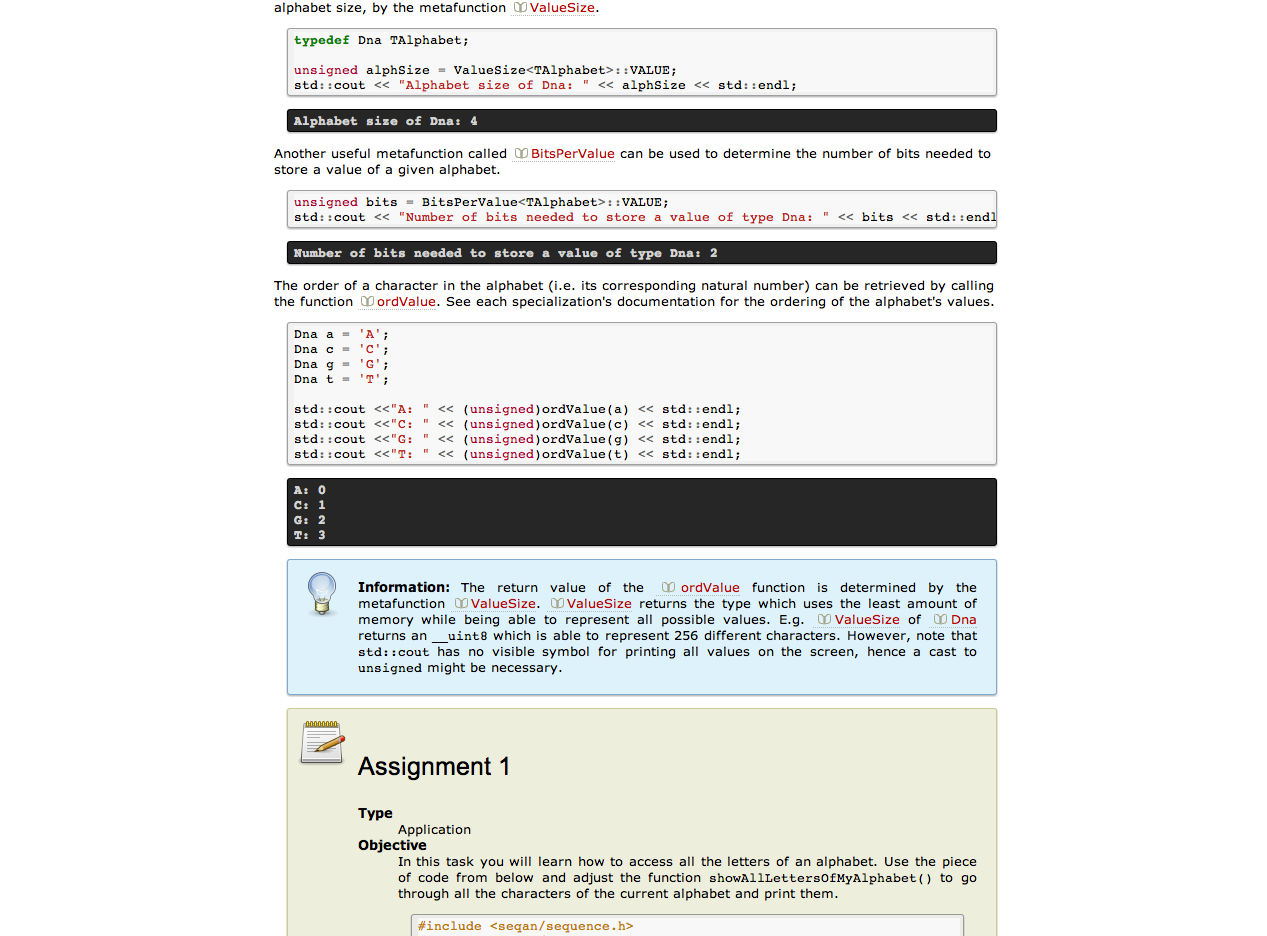 alphabet size, by the metafunction ValueSize.
typedef Dna TAlphabet;
unsigned alphSize = ValueSize<TAlphabet>::VALUE;
std::cout << "Alphabet size of Dna: " << alphSize << std::endl;
Alphabet size of Dna: 4
Another useful metafunction called BitsPerValue can be used to determine the number of bits needed to
store a value of a given alphabet.
unsigned bits = BitsPerValue<TAlphabet>::VALUE;
std::cout << "Number of bits needed to store a value of type Dna: " << bits << std::endl
Number of bits needed to store a value of type Dna: 2
The order of a character in the alphabet (i.e. its corresponding natural number) can be retrieved by calling
the function ordValue. See each specialization's documentation for the ordering of the alphabet's values.
Dna a = 'A';
Dna c = 'C';
Dna g = 'G';
Dna t = 'T';
std::cout <<"A: " << (unsigned)ordValue(a) << std::endl;
std::cout <<"C: " << (unsigned)ordValue(c) << std::endl;
std::cout <<"G: " << (unsigned)ordValue(g) << std::endl;
std::cout <<"T: " << (unsigned)ordValue(t) << std::endl;
A: 0
C: 1
G: 2
T: 3
Information: The return value of the ordValue function is determined by the
metafunction ValueSize. ValueSize returns the type which uses the least amount of
memory while being able to represent all possible values. E.g. ValueSize of Dna
returns an __uint8 which is able to represent 256 different characters. However, note that
std::cout has no visible symbol for printing all values on the screen, hence a cast to
unsigned might be necessary.
Assignment 1
Type
Application
Objective
In this task you will learn how to access all the letters of an alphabet. Use the piece
of code from below and adjust the function showAllLettersOfMyAlphabet() to go
through all the characters of the current alphabet and print them.
#include <seqan/sequence.h>